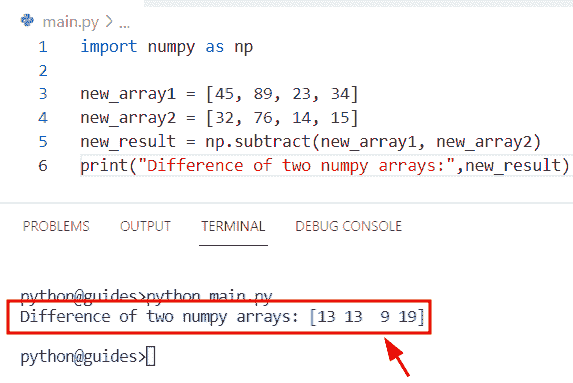 main.py > ...
1 import numpy as np
2
3 new_array1 = [45, 89, 23, 34]
4 new_array2 = [32, 76, 14, 15]
5 new_result = np.subtract(new_array1, new_array2)
6 print("Difference of two numpy arrays:",new_result)
PROBLEMS OUTPUT TERMINAL DEBUG CONSOLE
python@guides>python main.py
Difference of two numpy arrays: [13 13  9 19]
python@guides>